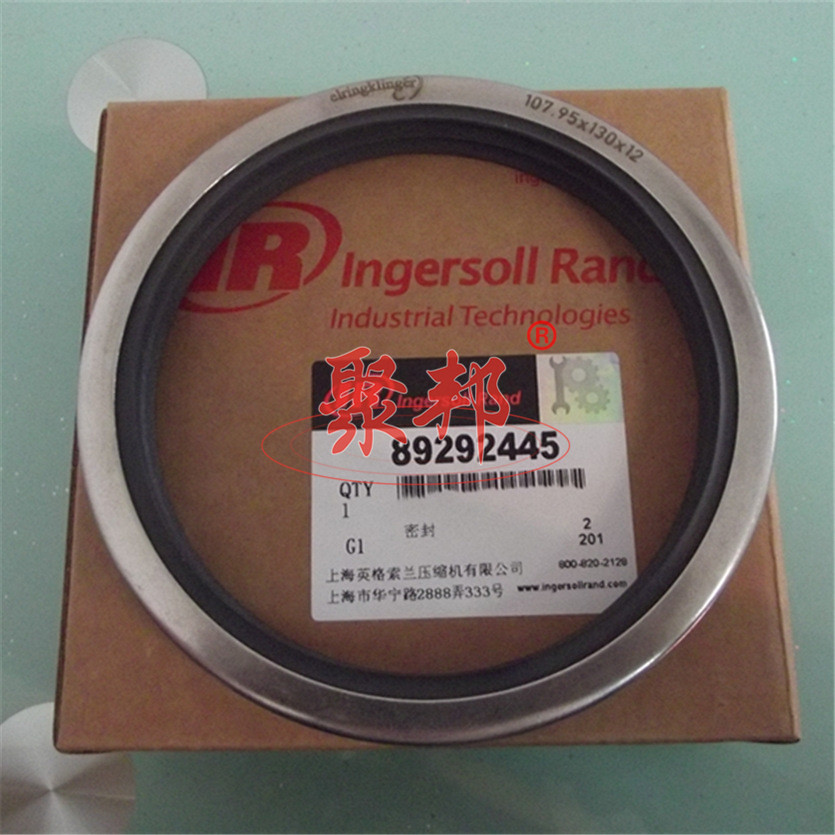 elringklinger
107.95x130x12
IR Ingersoll Rand
Industrial Technologies
®
聚邦
Ingersoll Rand
89292445
QTY
1
密封
2
G1
201
上海英格索兰压缩机有限公司
800-820-2129
上海市华宁路2888弄333号
www.ingersollrand.com